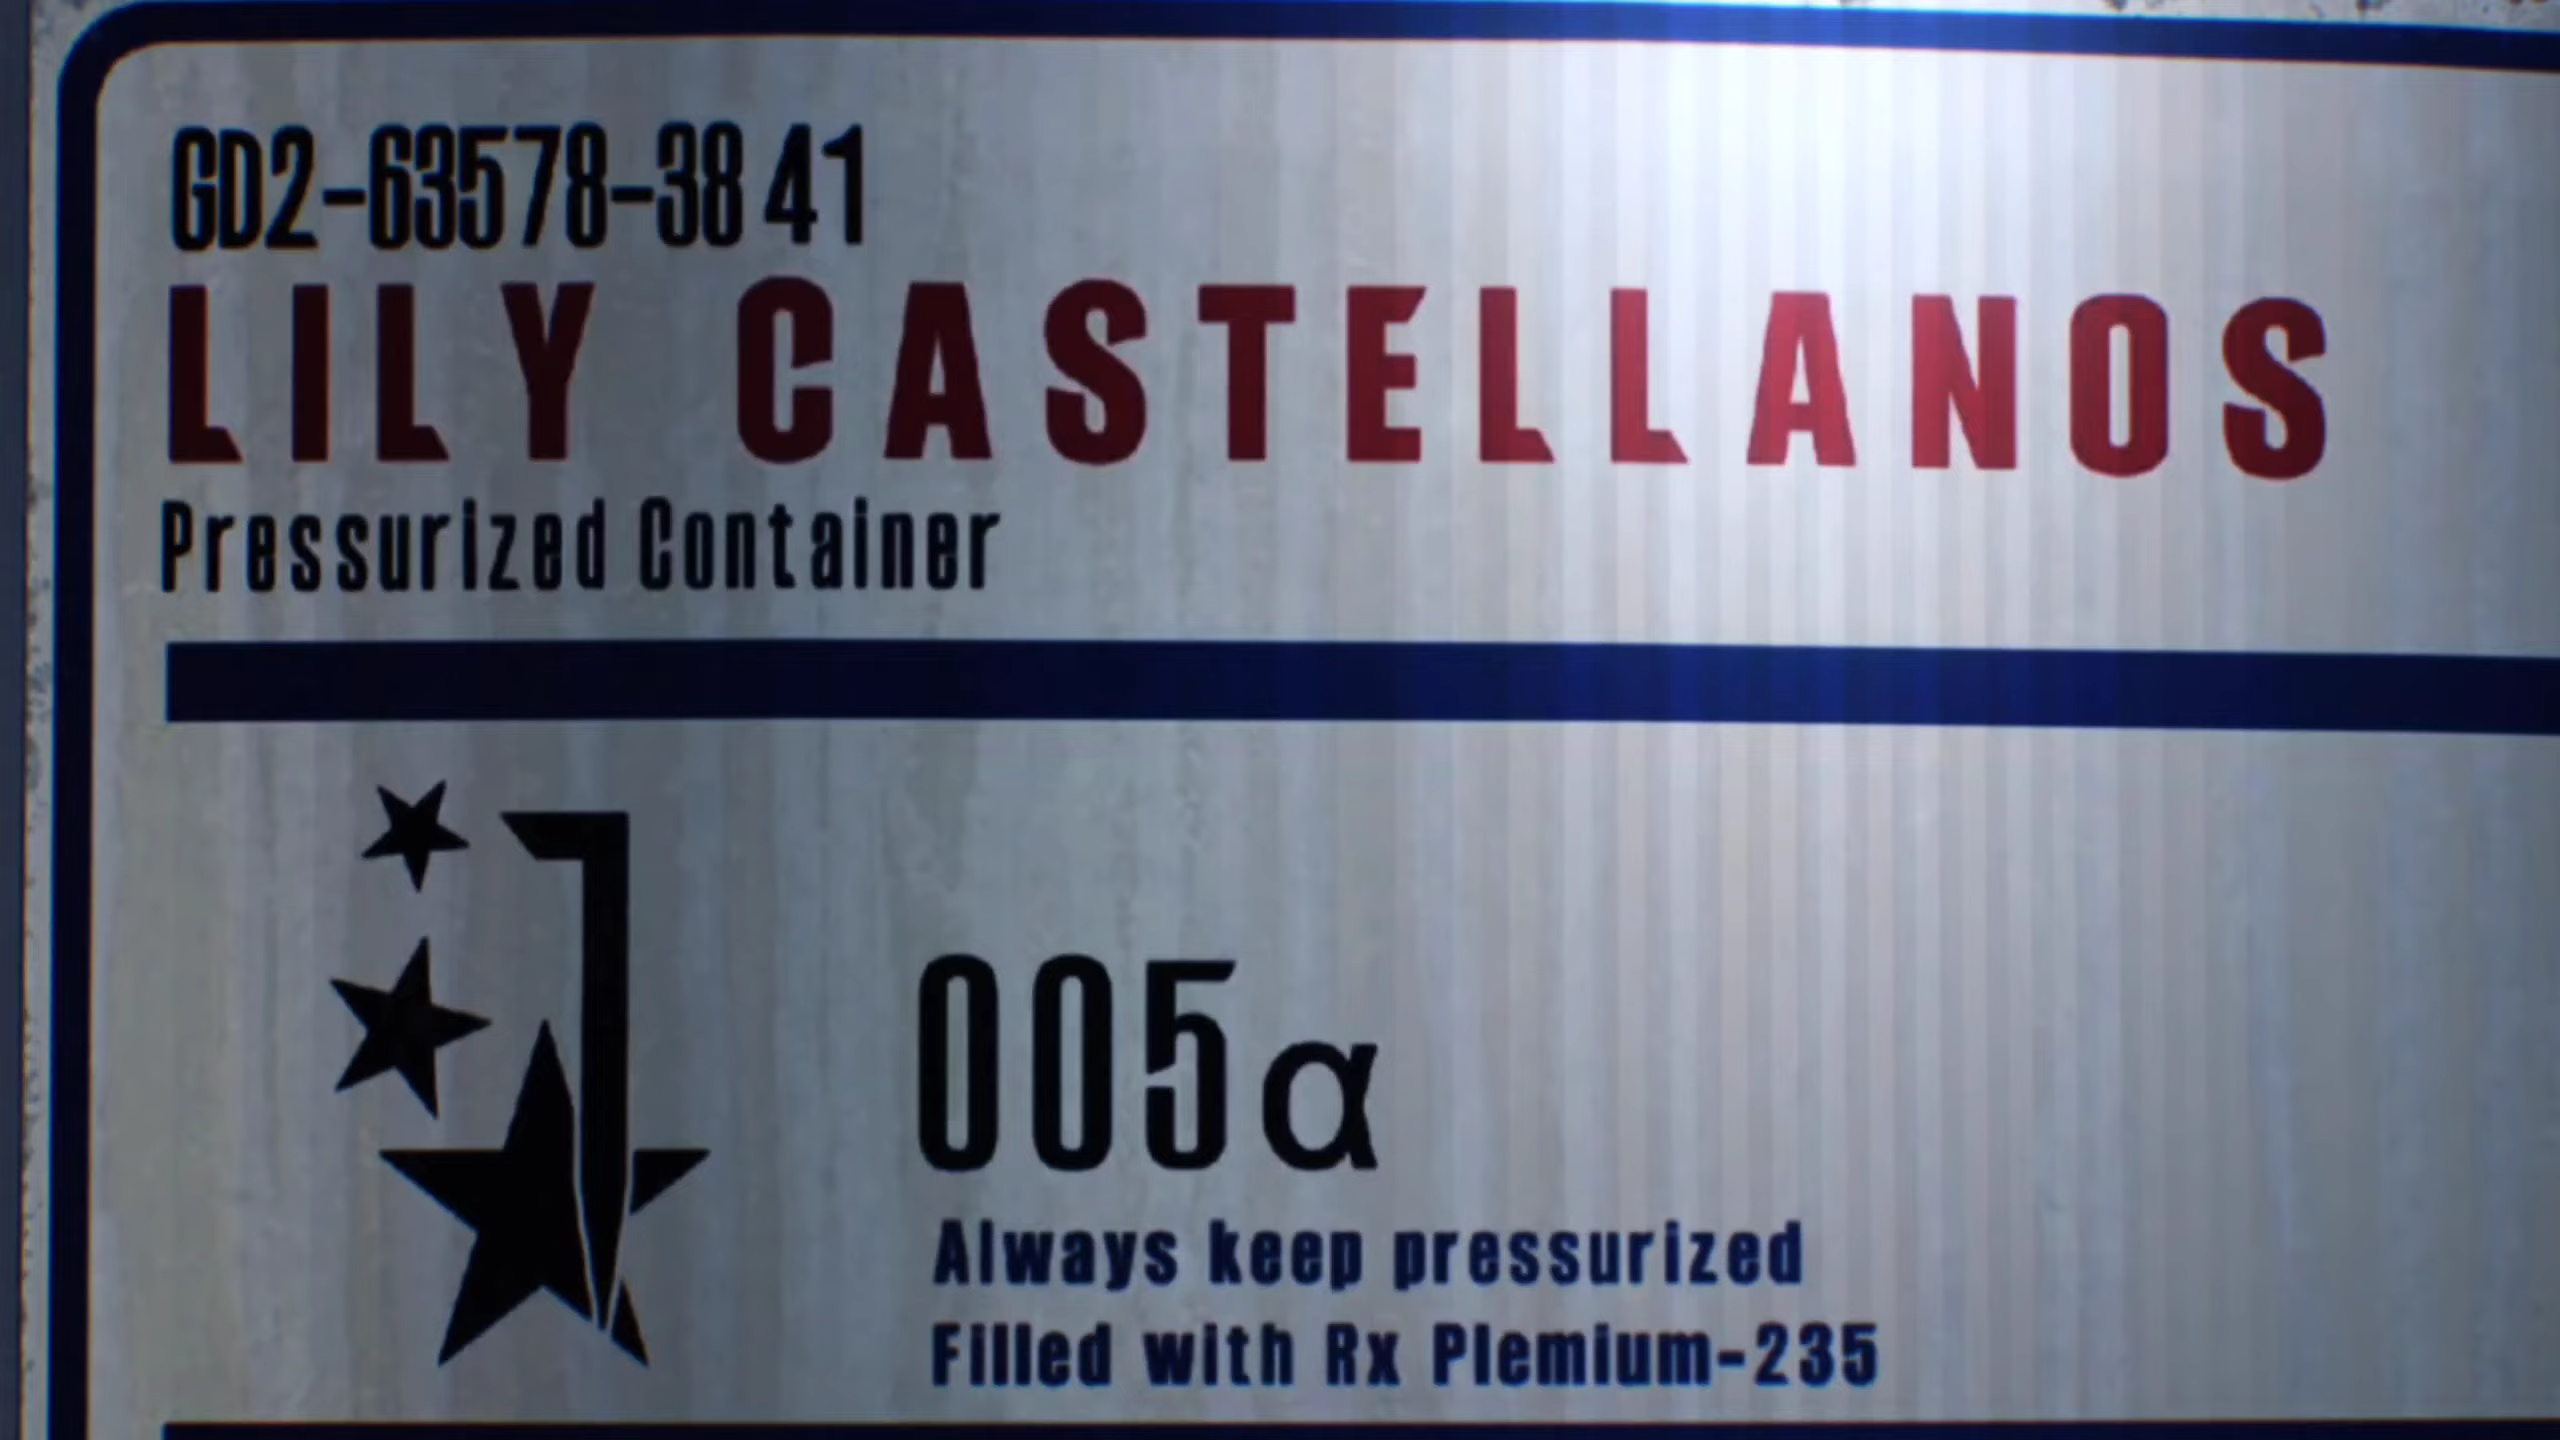 GD2-63578-38 41
LILY CASTELLANOS
Pressurized Container
005α
Always keep pressurized
Filled with Rx Plemium-235